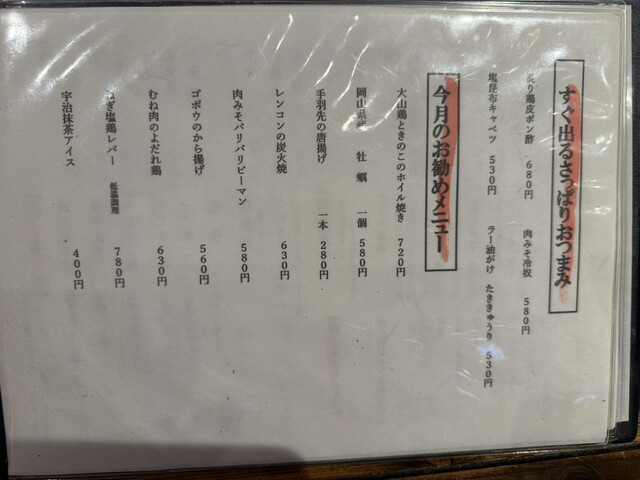 すぐ出るさっぱりおつまみ
炙り鶏皮ポン酢 680円
肉みそ冷奴 580円
塩昆布キャベツ 530円
ラー油がけ たたききゅうり 530円
今月のお勧めメニュー
大山鶏ときのこのホイル焼き 720円
岡山県産 牡蠣 一個 580円
手羽先の唐揚げ 一本 280円
レンコンの炭火焼 630円
肉みそバリバリピーマン 580円
ゴボウのから揚げ 560円
むね肉のよだれ鶏 630円
ねぎ塩鶏レバー 低温調理 780円
宇治抹茶アイス 400円